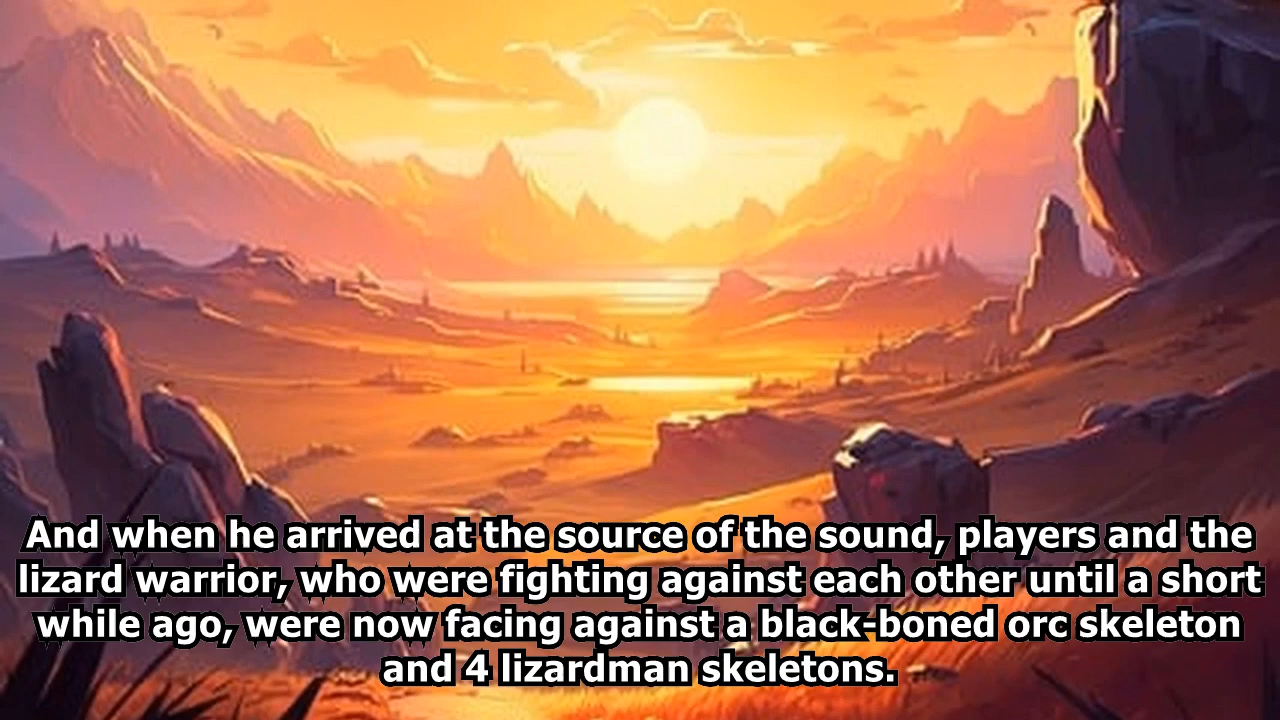 And when he arrived at the source of the sound, players and the
lizard warrior, who were fighting against each other until a short
while ago, were now facing against a black-boned orc skeleton
and 4 lizardman skeletons.